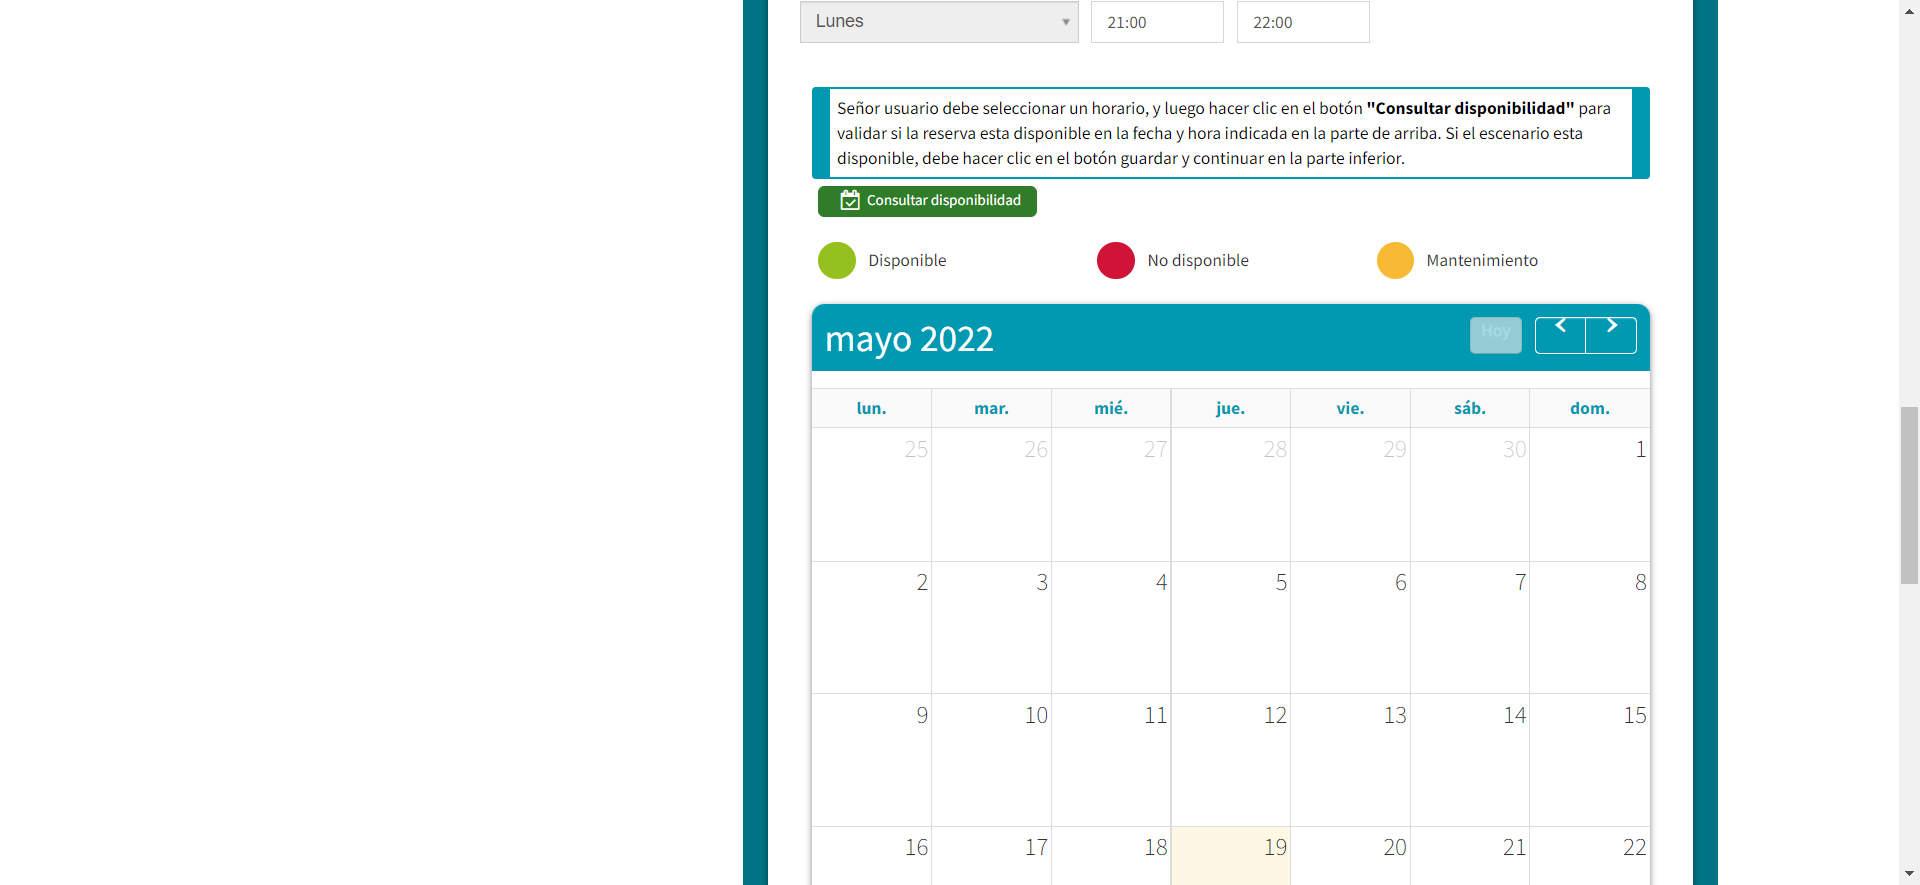 Lunes 21:00 22:00
Señor usuario debe seleccionar un horario, y luego hacer clic en el botón "Consultar disponibilidad" para
validar si la reserva esta disponible en la fecha y hora indicada en la parte de arriba. Si el escenario esta
disponible, debe hacer clic en el botón guardar y continuar en la parte inferior.
Consultar disponibilidad
Disponible No disponible Mantenimiento
mayo 2022 Hoy
lun. mar. mié. jue. vie. sáb. dom.
25 26 27 28 29 30 1
2 3 4 5 6 7 8
9 10 11 12 13 14 15
16 17 18 19 20 21 22